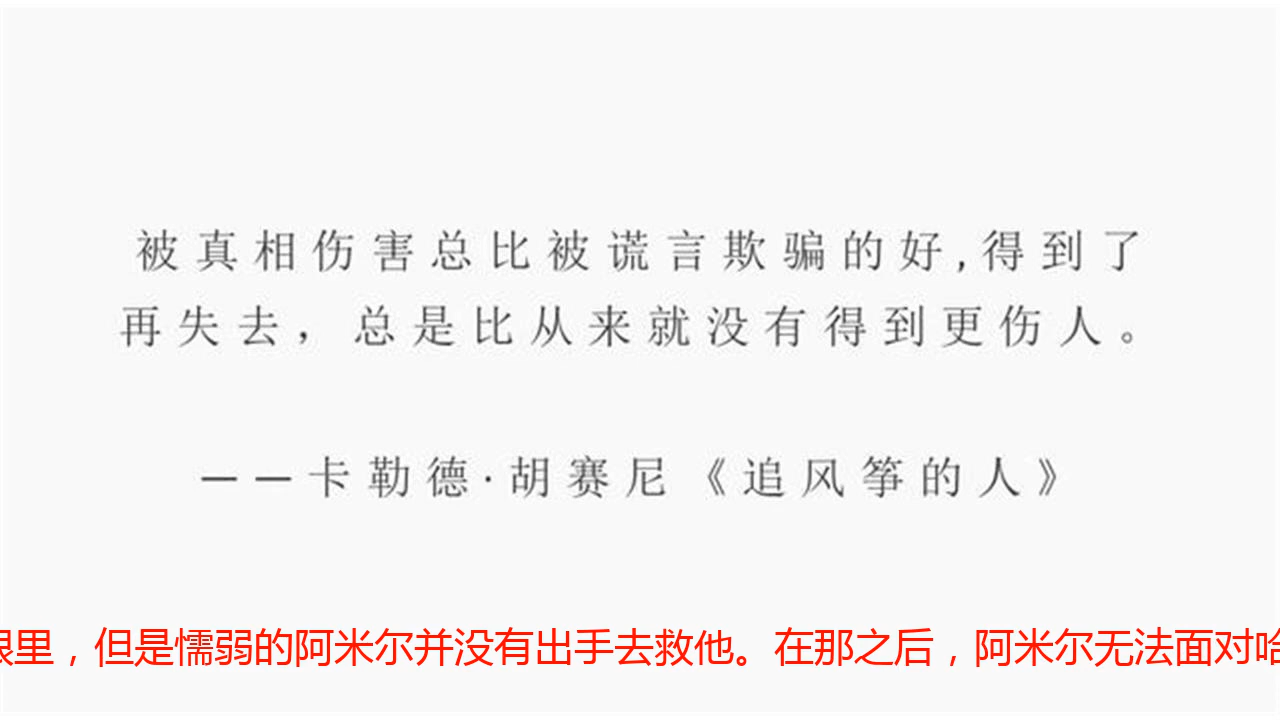 被真相伤害总比被谎言欺骗的好,得到了
再失去，总是比从来就没有得到更伤人。
——卡勒德·胡赛尼《追风筝的人》
眼里，但是懦弱的阿米尔并没有出手去救他。在那之后，阿米尔无法面对哈